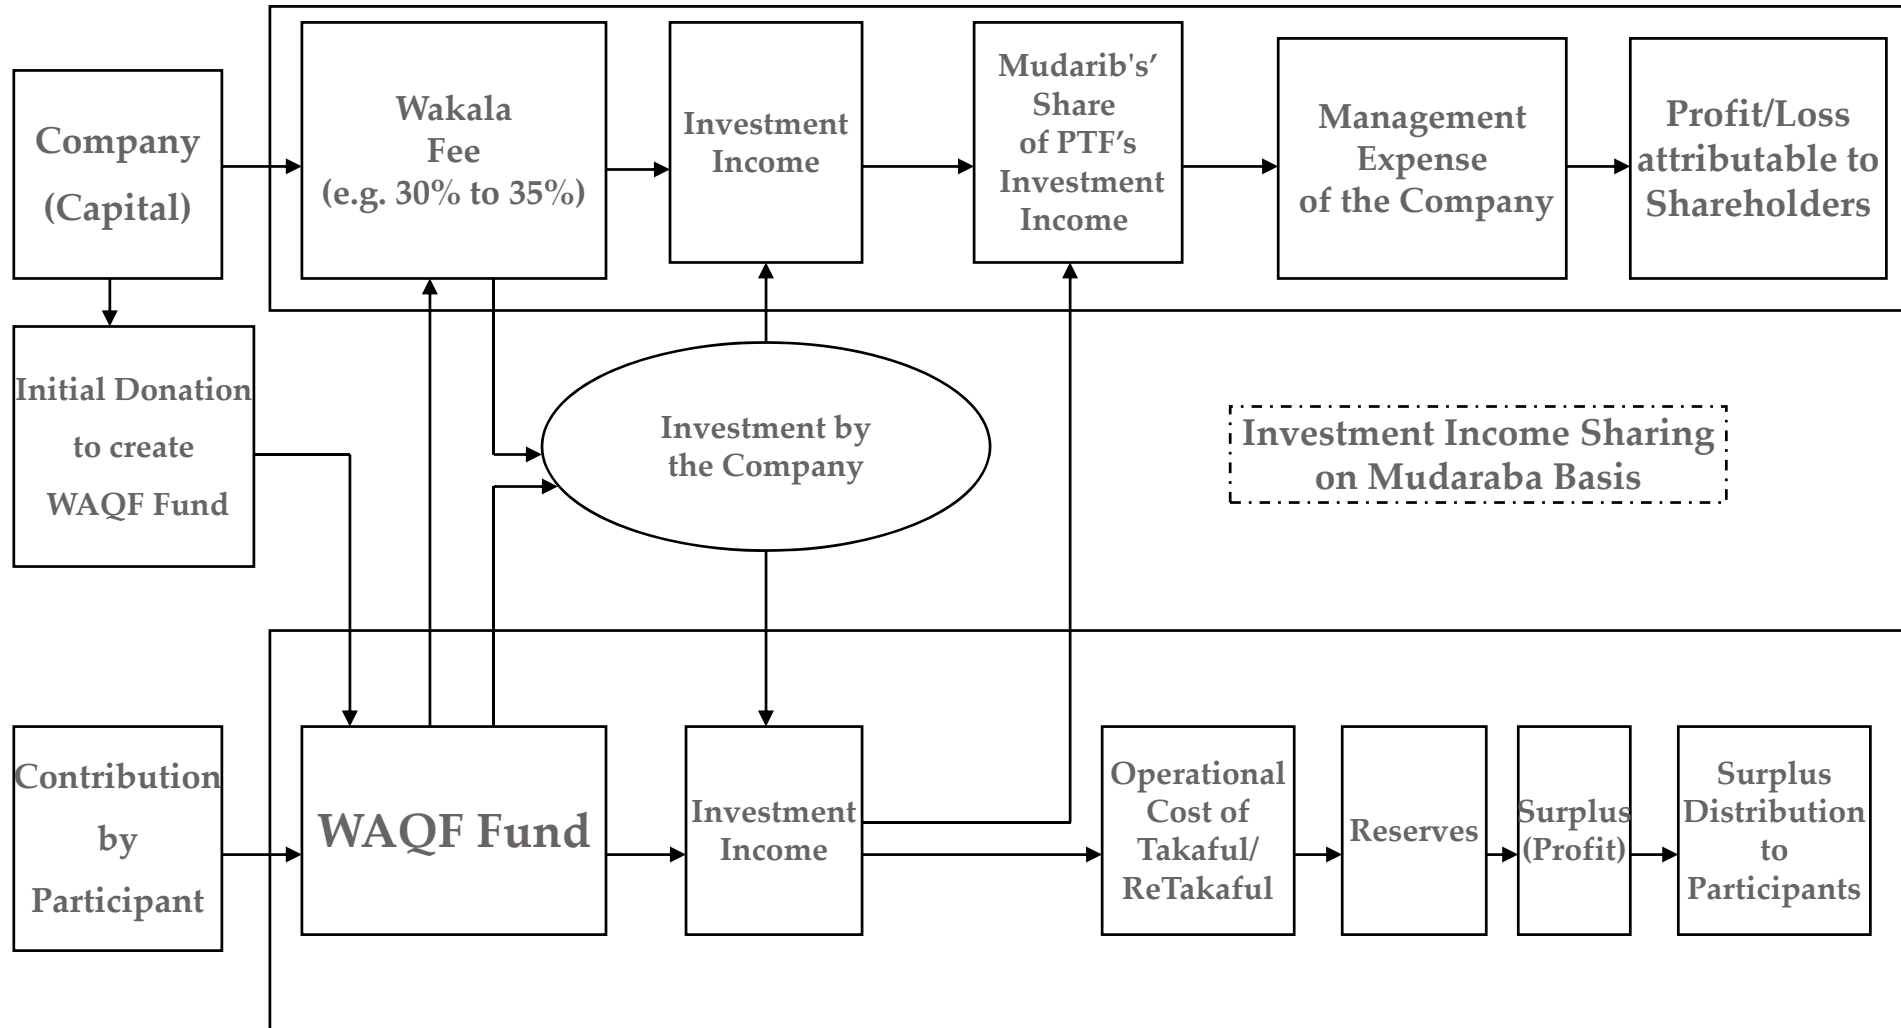 Company
(Capital)
Wakala
Fee
(e.g. 30% to 35%)
Investment
Income
Mudarib's’
Share
of PTF’s
Investment
Income
Management
Expense
of the Company
Profit/Loss
attributable to
Shareholders
Initial Donation
to create
WAQF Fund
Investment by
the Company
Investment Income Sharing
on Mudaraba Basis
Contribution
by
Participant
WAQF Fund
Investment
Income
Operational
Cost of
Takaful/
ReTakaful
Reserves
Surplus
(Profit)
Surplus
Distribution
to
Participants